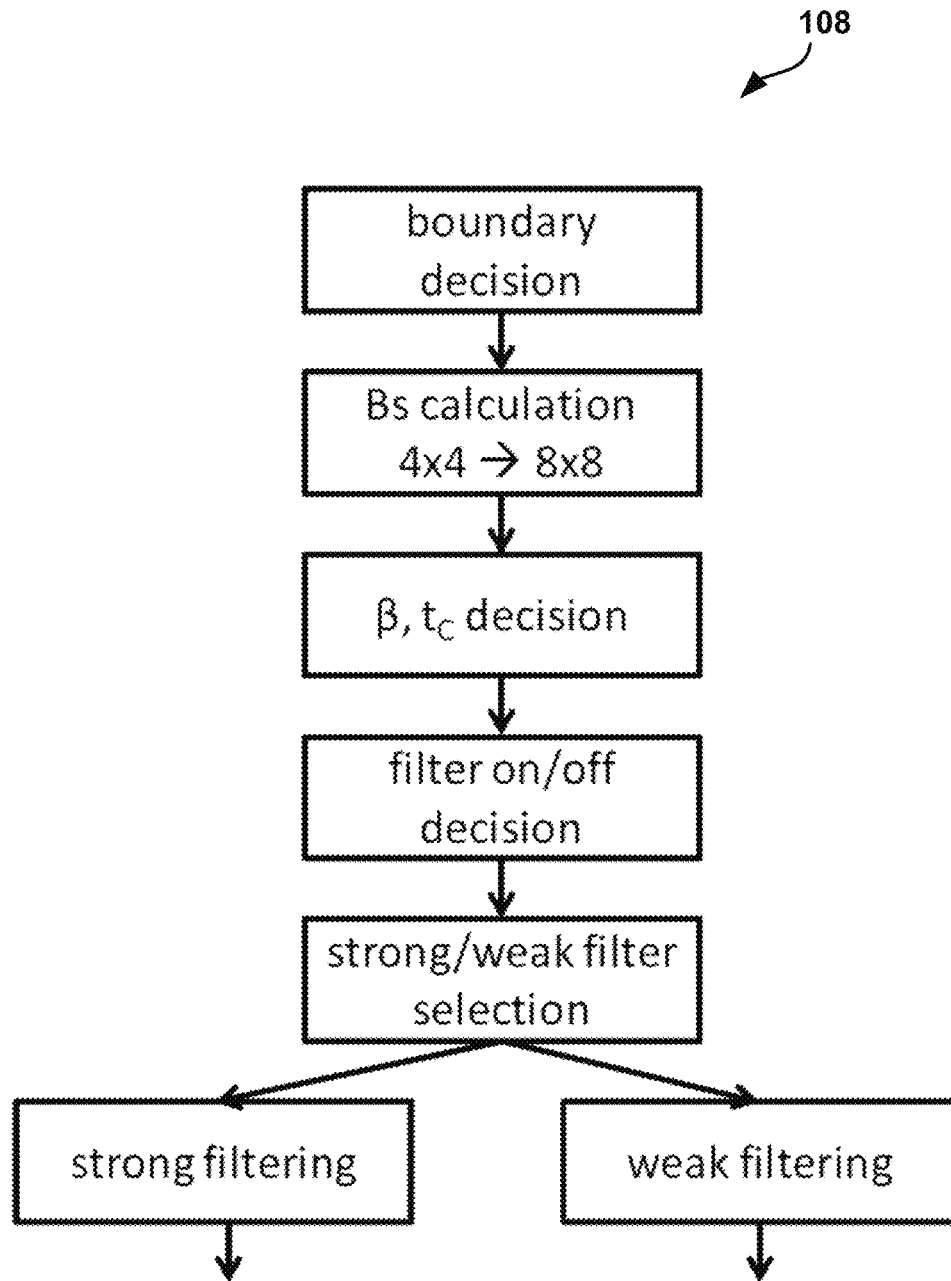 108
boundary
decision
Bs calculation
4x4 → 8x8
β, t_C decision
filter on/off
decision
strong/weak filter
selection
strong filtering
weak filtering